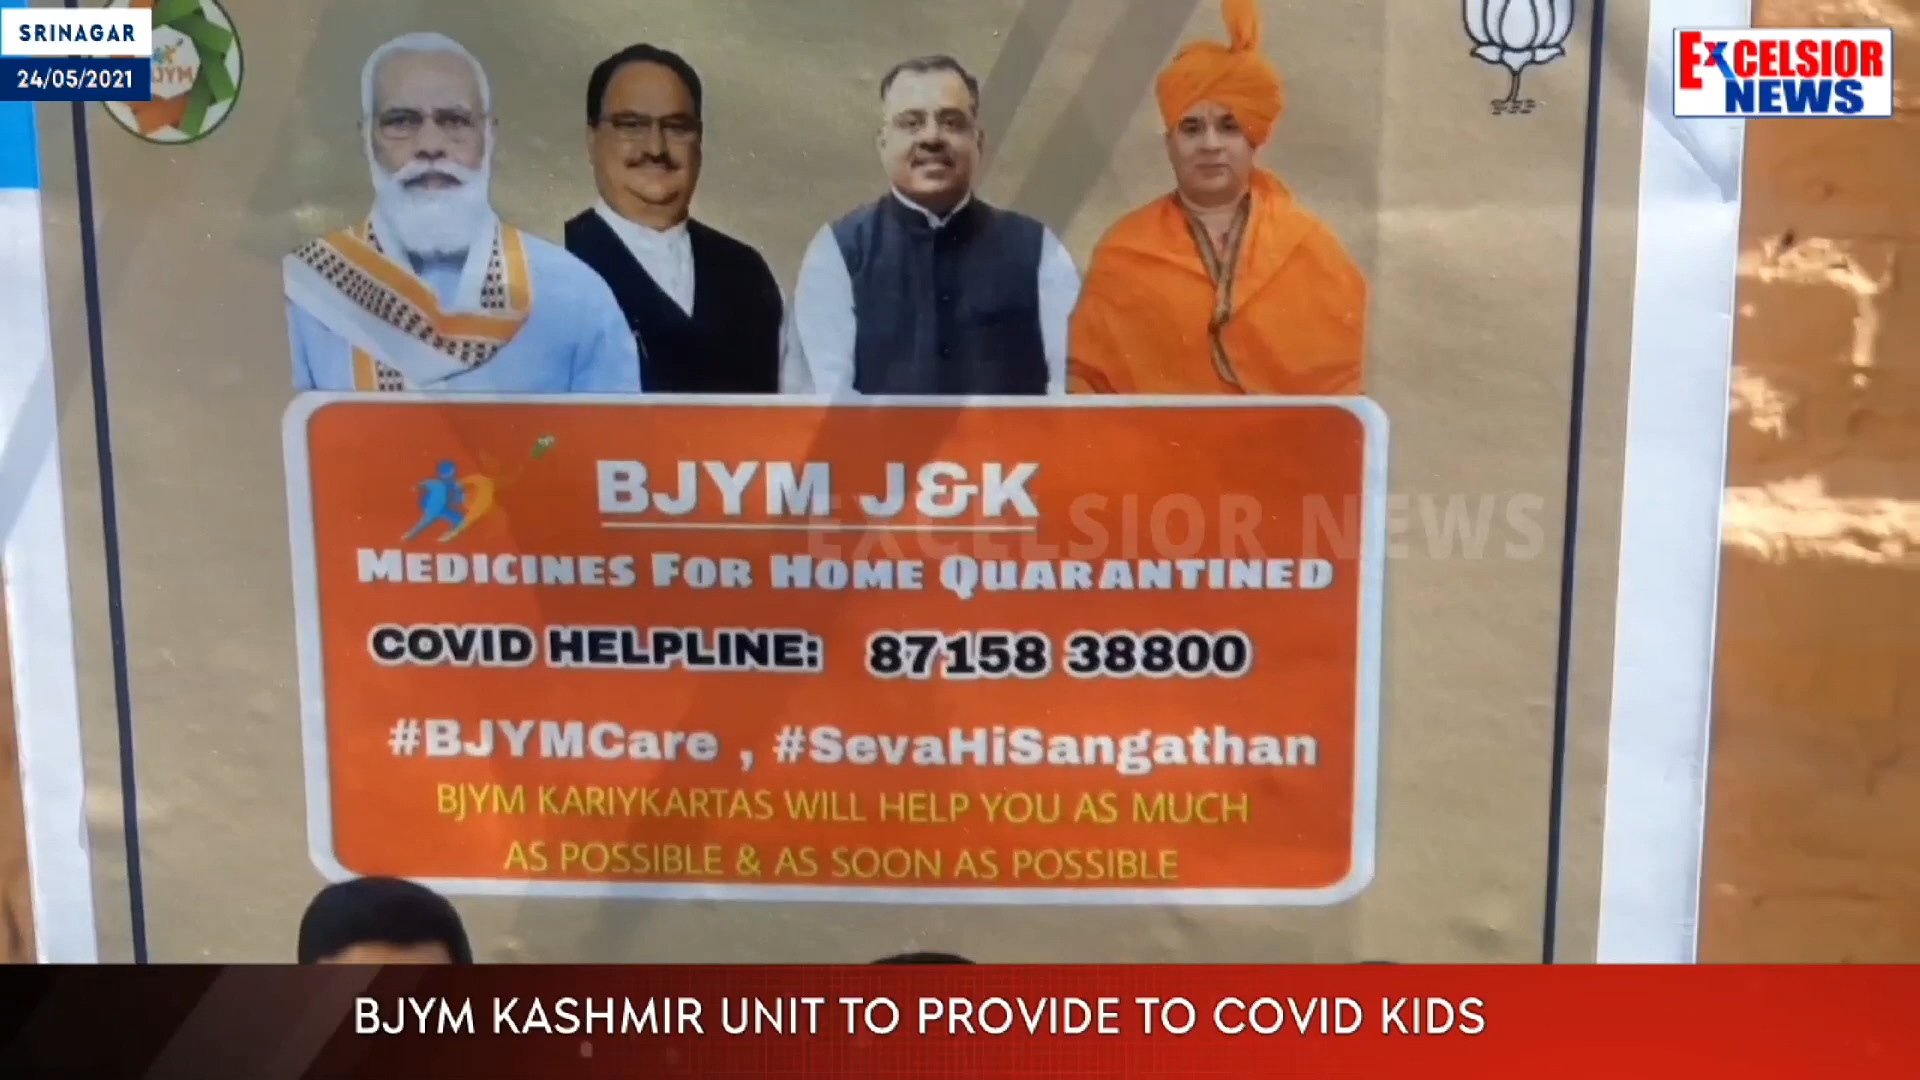 SRINAGAR
24/05/2021
BJYM
EXCELSIOR
NEWS
BJYM J&K
EXCELSIOR NEWS
MEDICINES FOR HOME QUARANTINED
COVID HELPLINE: 87158 38800
#BJYMCare , #SevaHiSangathan
BJYM KARIYKARTAS WILL HELP YOU AS MUCH
AS POSSIBLE & AS SOON AS POSSIBLE
BJYM KASHMIR UNIT TO PROVIDE TO COVID KIDS